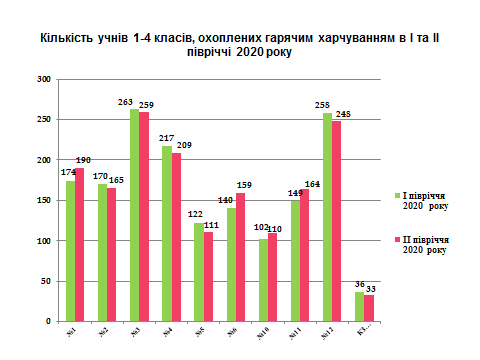 Кількість учнів 1-4 класів, охоплених гарячим харчуванням в І та ІІ
півріччі 2020 року
300
250
200
150
100
50
0
174 190
170 165
263 259
217 209
122 111
140 159
102 110
149 164
258 248
36 33
№1 №2 №3 №4 №5 №6 №10 №11 №12 КЗ...
І півріччя
2020 року
ІІ півріччя
2020 року